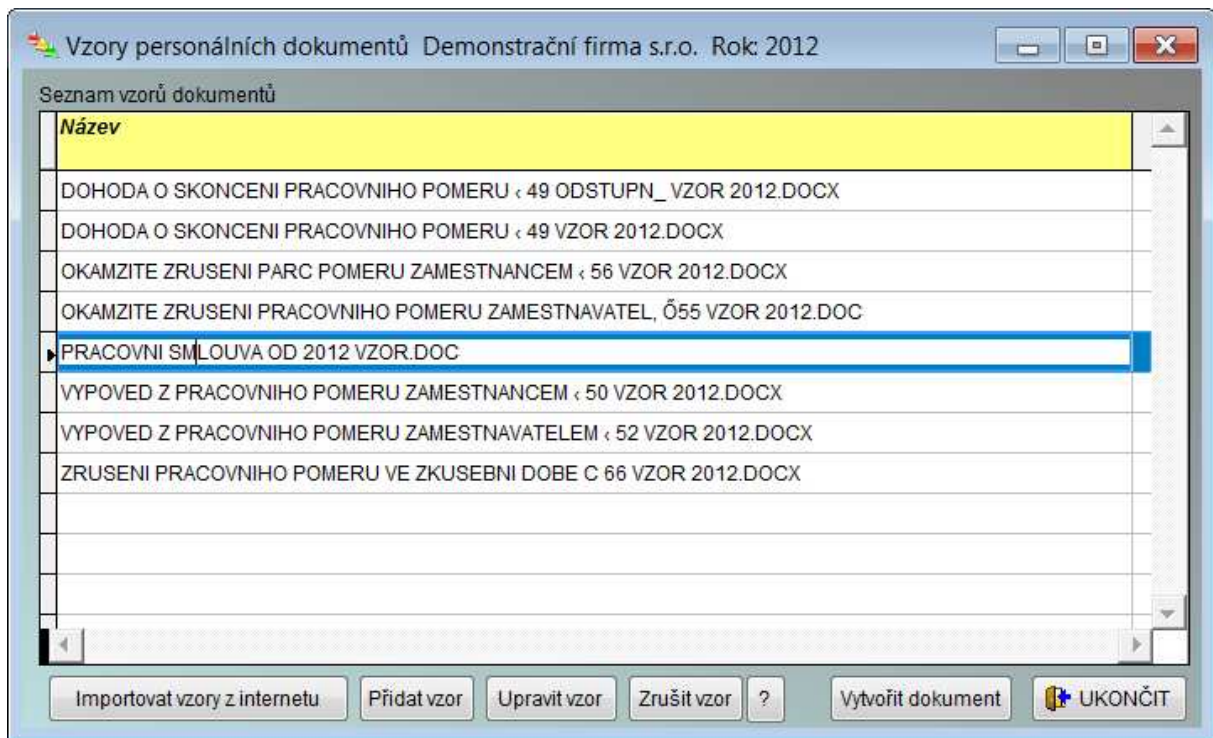 Vzory personálních dokumentů Demonstrační firma s.r.o. Rok: 2012
Seznam vzorů dokumentů
Název
DOHODA O SKONCENI PRACOVNIHO POMERU ‹ 49 ODSTUPN_ VZOR 2012.DOCX
DOHODA O SKONCENI PRACOVNIHO POMERU ‹ 49 VZOR 2012.DOCX
OKAMZITE ZRUSENI PARC POMERU ZAMESTNANCEM ‹ 56 VZOR 2012.DOCX
OKAMZITE ZRUSENI PRACOVNIHO POMERU ZAMESTNAVATEL, Ő55 VZOR 2012.DOC
PRACOVNI SMLOUVA OD 2012 VZOR.DOC
VYPOVED Z PRACOVNIHO POMERU ZAMESTNANCEM ‹ 50 VZOR 2012.DOCX
VYPOVED Z PRACOVNIHO POMERU ZAMESTNAVATELEM ‹ 52 VZOR 2012.DOCX
ZRUSENI PRACOVNIHO POMERU VE ZKUSEBNI DOBE C 66 VZOR 2012.DOCX
Importovat vzory z internetu Přidat vzor Upravit vzor Zrušit vzor ? Vytvořit dokument UKONČIT